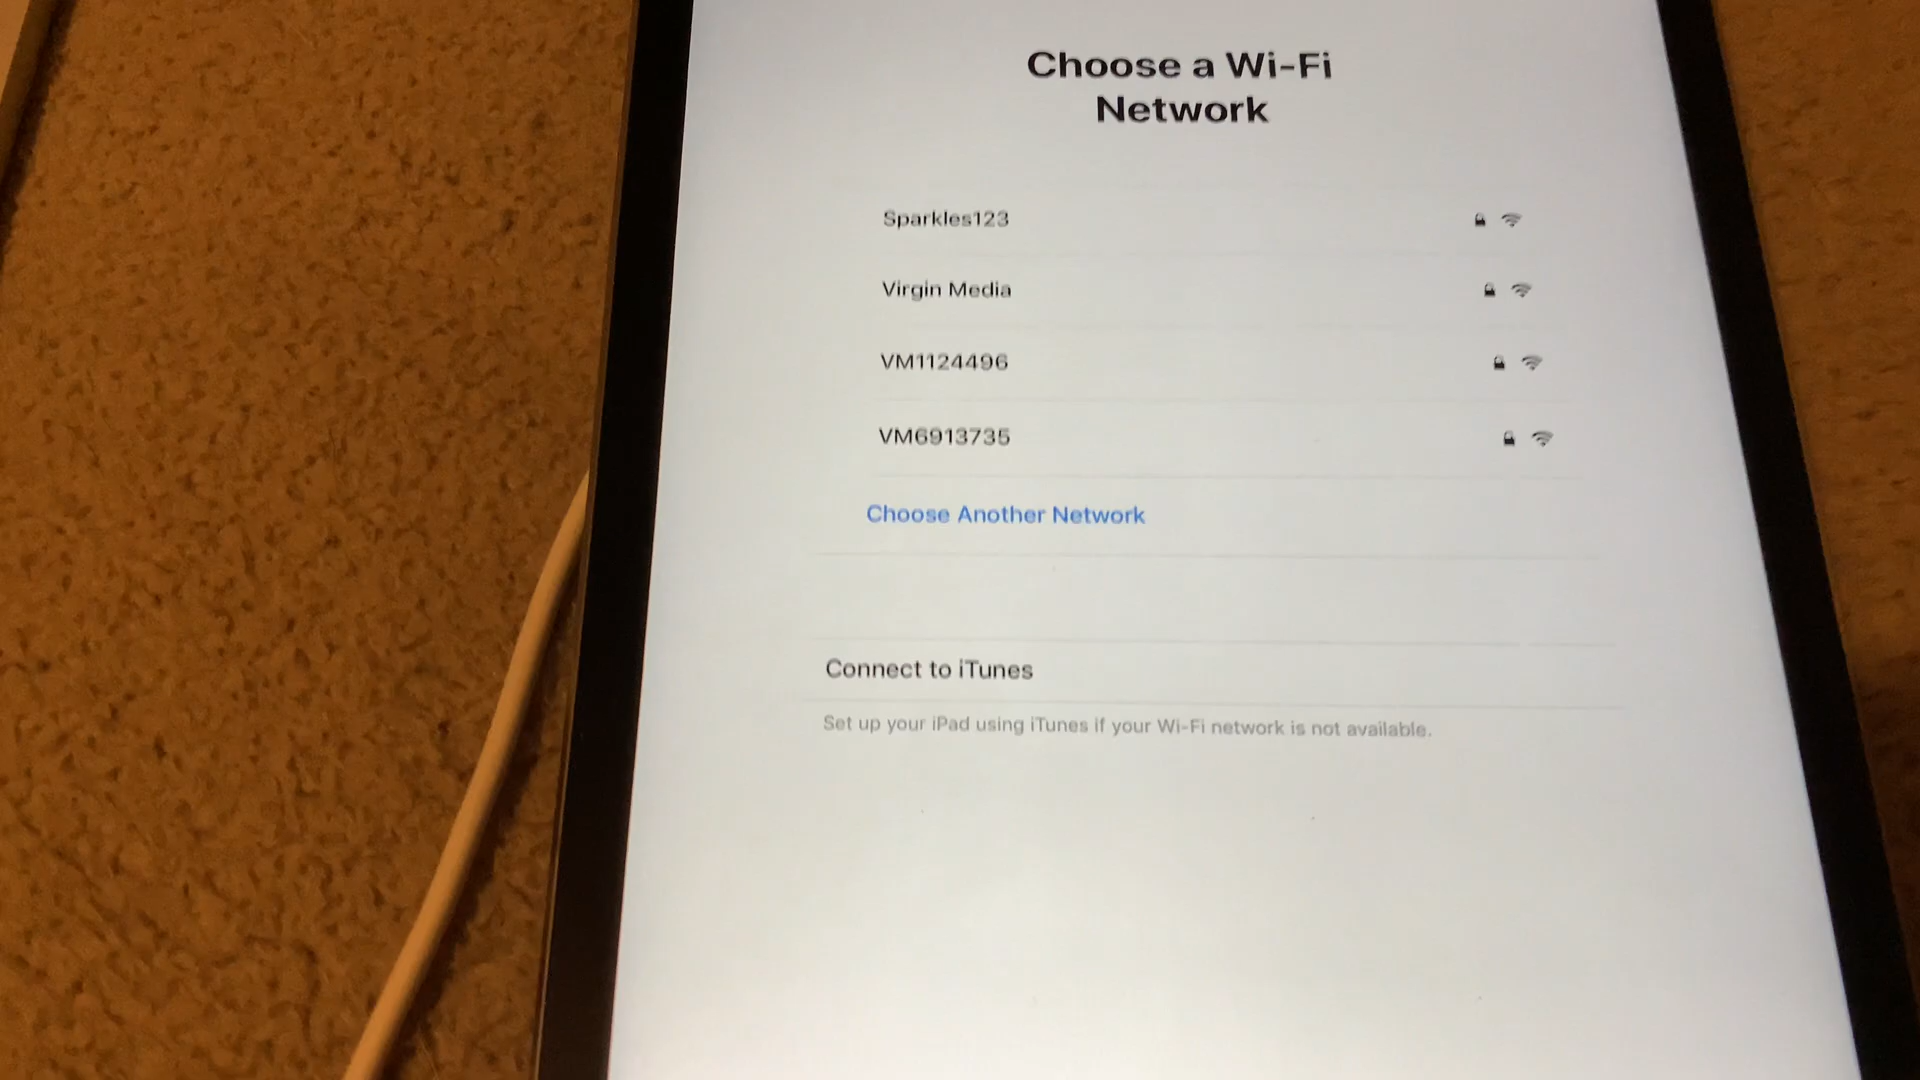 Choose a Wi-Fi
Network
Sparkles123
Virgin Media
VM1124496
VM6913735
Choose Another Network
Connect to iTunes
Set up your iPad using iTunes if your Wi-Fi network is not available.